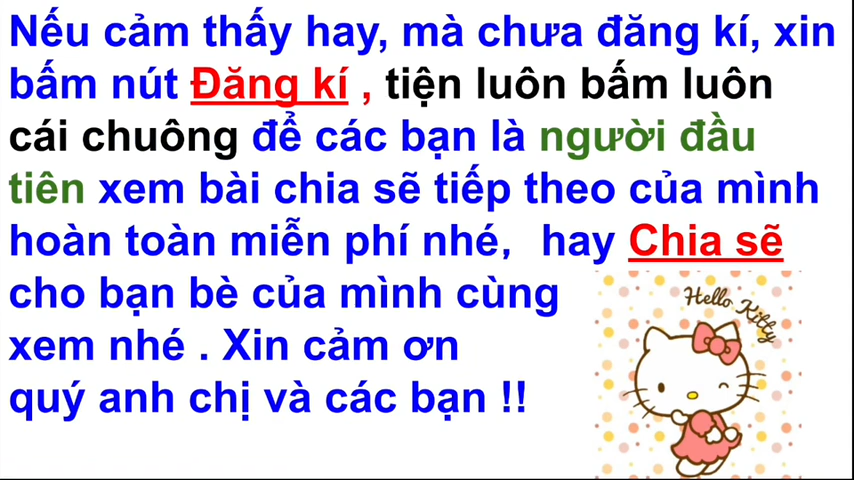 Nếu cảm thấy hay, mà chưa đăng kí, xin
bấm nút Đăng kí , tiện luôn bấm luôn
cái chuông để các bạn là người đầu
tiên xem bài chia sẽ tiếp theo của mình
hoàn toàn miễn phí nhé, hay Chia sẽ
cho bạn bè của mình cùng
xem nhé . Xin cảm ơn
quý anh chị và các bạn !!
Hello Kitty